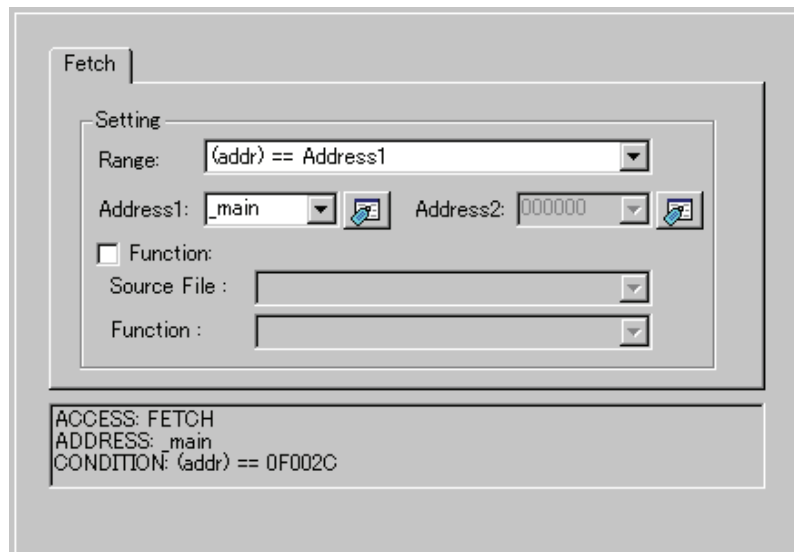 Fetch
Setting
Range: (addr) == Address1
Address1: _main Address2: 000000
Function:
Source File :
Function :
ACCESS: FETCH
ADDRESS: _main
CONDITION: (addr) == 0F002C